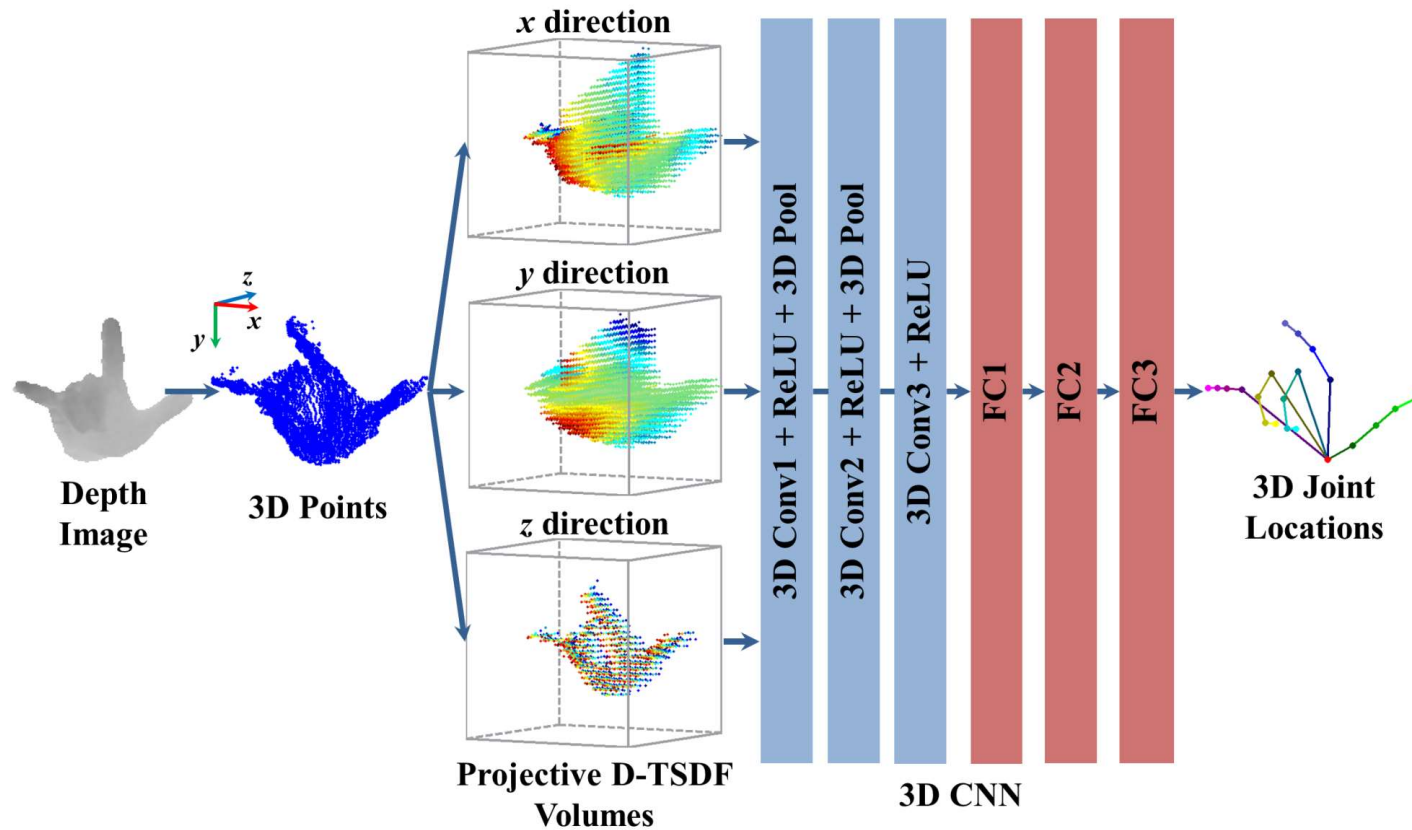 Depth
Image
z
x
y
3D Points
x direction
y direction
z direction
Projective D-TSDF
Volumes
3D Conv1 + ReLU + 3D Pool
3D Conv2 + ReLU + 3D Pool
3D Conv3 + ReLU
FC1
FC2
FC3
3D CNN
3D Joint
Locations